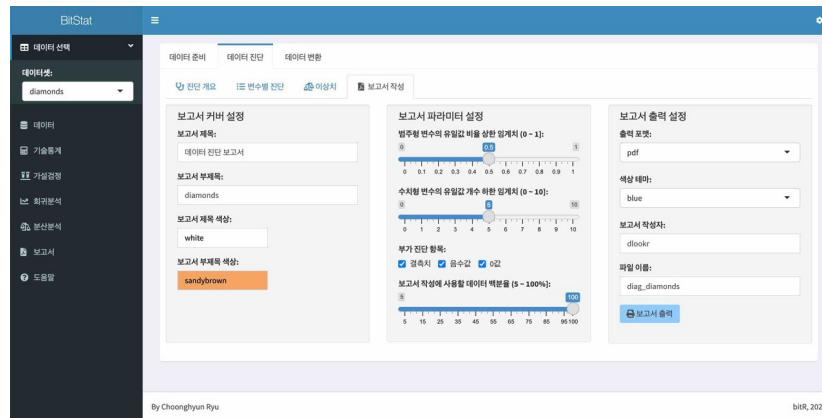 BitStat
데이터 선택
데이터셋:
diamonds
데이터
기술통계
가설검정
회귀분석
분산분석
보고서
도움말
데이터 준비 데이터 진단 데이터 변환
진단 개요 변수별 진단 이상치 보고서 작성
보고서 커버 설정
보고서 제목:
데이터 진단 보고서
보고서 부제목:
diamonds
보고서 제목 색상:
white
보고서 부제목 색상:
sandybrown
보고서 파라미터 설정
범주형 변수의 유일값 비율 상한 임계치 (0 ~ 1):
0 0.5 1
0 0.1 0.2 0.3 0.4 0.5 0.6 0.7 0.8 0.9 1
수치형 변수의 유일값 개수 하한 임계치 (0 ~ 10):
0 5 10
0 1 2 3 4 5 6 7 8 9 10
부가 진단 항목:
결측치 음수값 0값
보고서 작성에 사용할 데이터 백분율 (5 ~ 100%):
5 100
5 15 25 35 45 55 65 75 85 95 100
보고서 출력 설정
출력 포맷:
pdf
색상 테마:
blue
보고서 작성자:
dlookr
파일 이름:
diag_diamonds
보고서 출력
By Choonghyun Ryu
bitR, 202